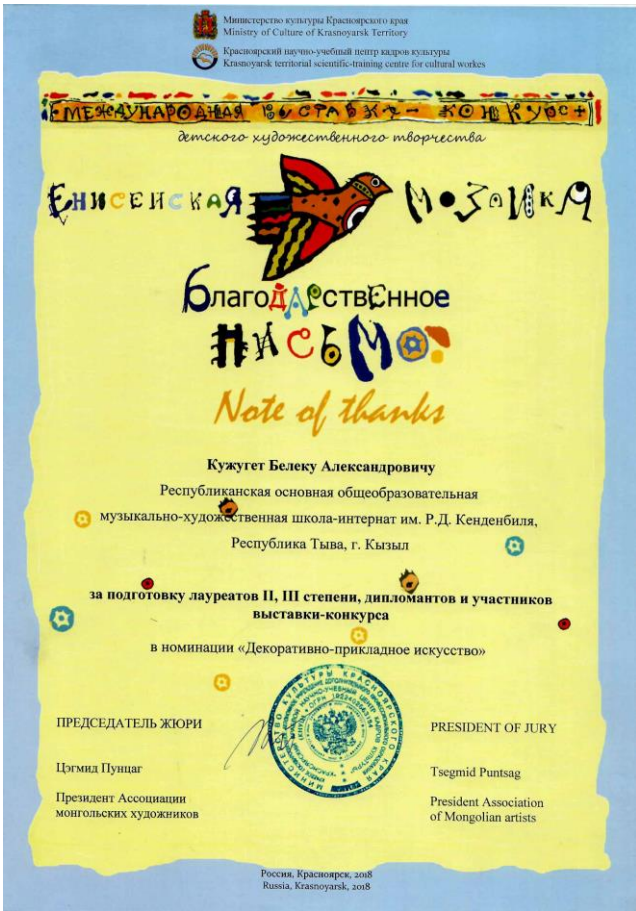 Министерство культуры Красноярского края
Ministry of Culture of Krasnoyarsk Territory
Красноярский научно-учебный центр кадров культуры
Krasnoyarsk territorial scientific-training centre for cultural workes
МЕЖДУНАРОДНАЯ ВЫСТАВКА - КОНКУРС
детского художественного творчества
ЕНИСЕЙСКАЯ МОЗАИКА
Благодарственное
письмо
Note of thanks
Кужугет Белеку Александровичу
Республиканская основная общеобразовательная
музыкально-художественная школа-интернат им. Р.Д. Кенденбиля,
Республика Тыва, г. Кызыл
за подготовку лауреатов II, III степени, дипломантов и участников
выставки-конкурса
в номинации «Декоративно-прикладное искусство»
ПРЕДСЕДАТЕЛЬ ЖЮРИ
Цэгмид Пунцаг
Президент Ассоциации
монгольских художников
МИНИСТЕРСТВО КУЛЬТУРЫ КРАСНОЯРСКОГО КРАЯ
PRESIDENT OF JURY
Tsegmid Puntsag
President Association
of Mongolian artists
Россия, Красноярск, 2018
Russia, Krasnoyarsk, 2018